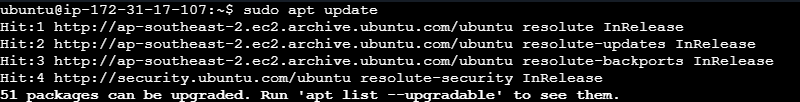 ubuntu@ip-172-31-17-107:~$ sudo apt update
Hit:1 http://ap-southeast-2.ec2.archive.ubuntu.com/ubuntu resolute InRelease
Hit:2 http://ap-southeast-2.ec2.archive.ubuntu.com/ubuntu resolute-updates InRelease
Hit:3 http://ap-southeast-2.ec2.archive.ubuntu.com/ubuntu resolute-backports InRelease
Hit:4 http://security.ubuntu.com/ubuntu resolute-security InRelease
51 packages can be upgraded. Run 'apt list --upgradable' to see them.